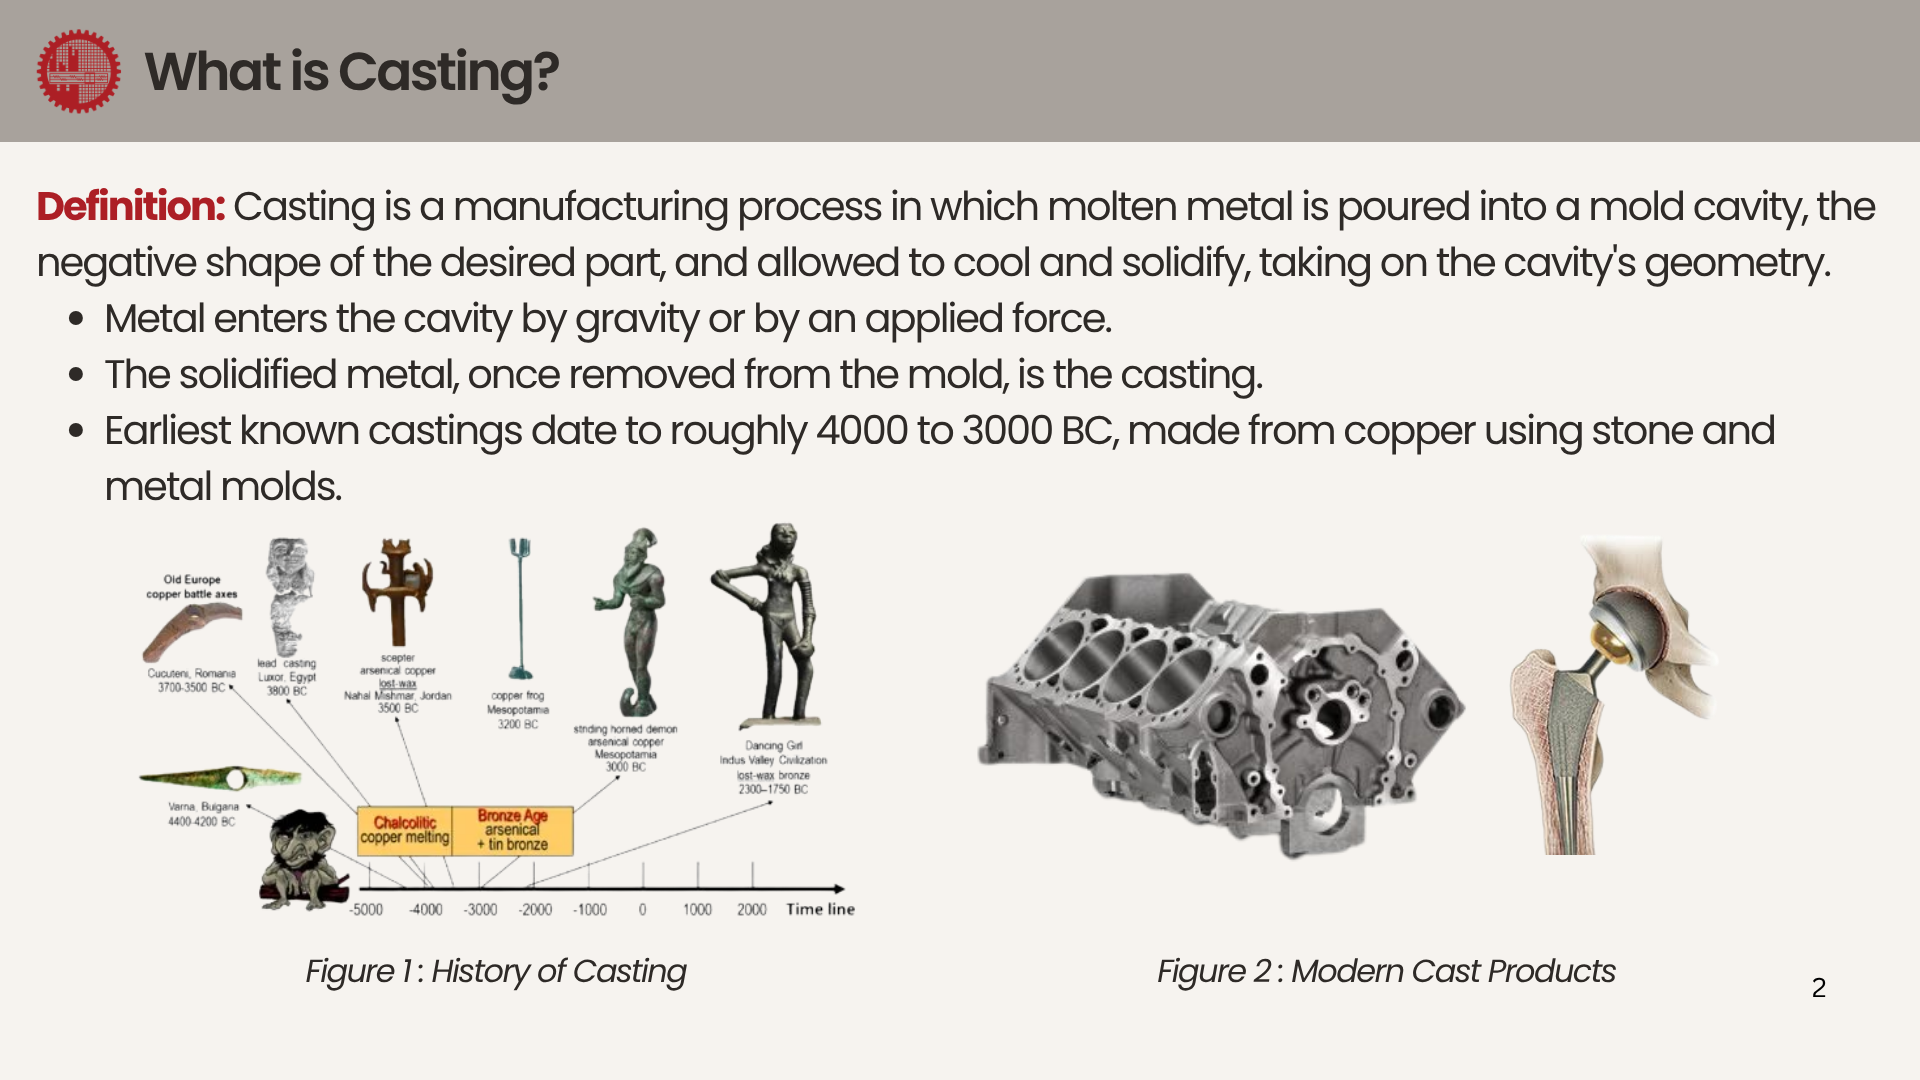 What is Casting?
Definition: Casting is a manufacturing process in which molten metal is poured into a mold cavity, the
negative shape of the desired part, and allowed to cool and solidify, taking on the cavity's geometry.
• Metal enters the cavity by gravity or by an applied force.
• The solidified metal, once removed from the mold, is the casting.
• Earliest known castings date to roughly 4000 to 3000 BC, made from copper using stone and
metal molds.
Old Europe
copper battle axes
Cucuteni, Romania
3700-3500 BC
lead casting
Luxor, Egypt
3800 BC
scepter
arsenical copper
lost-wax
Nahal Mishmar, Jordan
3500 BC
copper frog
Mesopotamia
3200 BC
striding horned demon
arsenical copper
Mesopotamia
3000 BC
Dancing Girl
Indus Valley Civilization
lost-wax bronze
2300–1750 BC
Varna, Bulgaria
4400-4200 BC
Chalcolitic
copper melting
Bronze Age
arsenical
+ tin bronze
-5000 -4000 -3000 -2000 -1000 0 1000 2000 Time line
Figure 1 : History of Casting
Figure 2 : Modern Cast Products
2